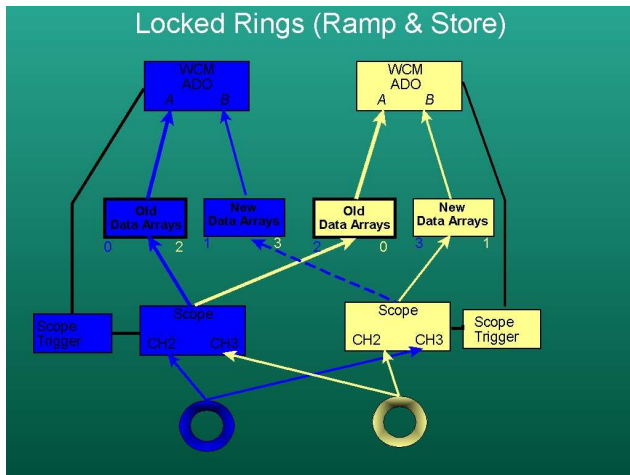 Locked Rings (Ramp & Store)
WCM
ADO
A B
WCM
ADO
A B
Old
Data Arrays
0 2
New
Data Arrays
1 3
Old
Data Arrays
2 0
New
Data Arrays
3 1
Scope
Trigger
Scope
CH2 CH3
Scope
CH2 CH3
Scope
Trigger